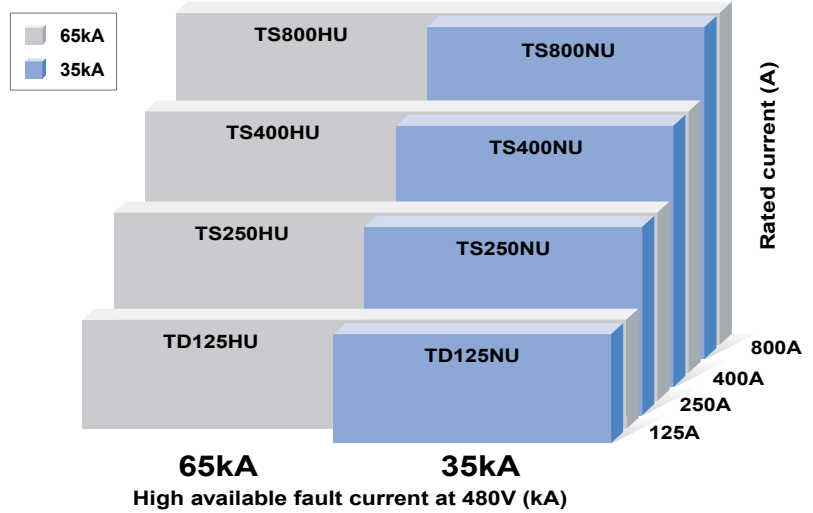 65kA
35kA
TS800HU
TS800NU
TS400HU
TS400NU
TS250HU
TS250NU
TD125HU
TD125NU
Rated current (A)
800A
400A
250A
125A
65kA
35kA
High available fault current at 480V (kA)